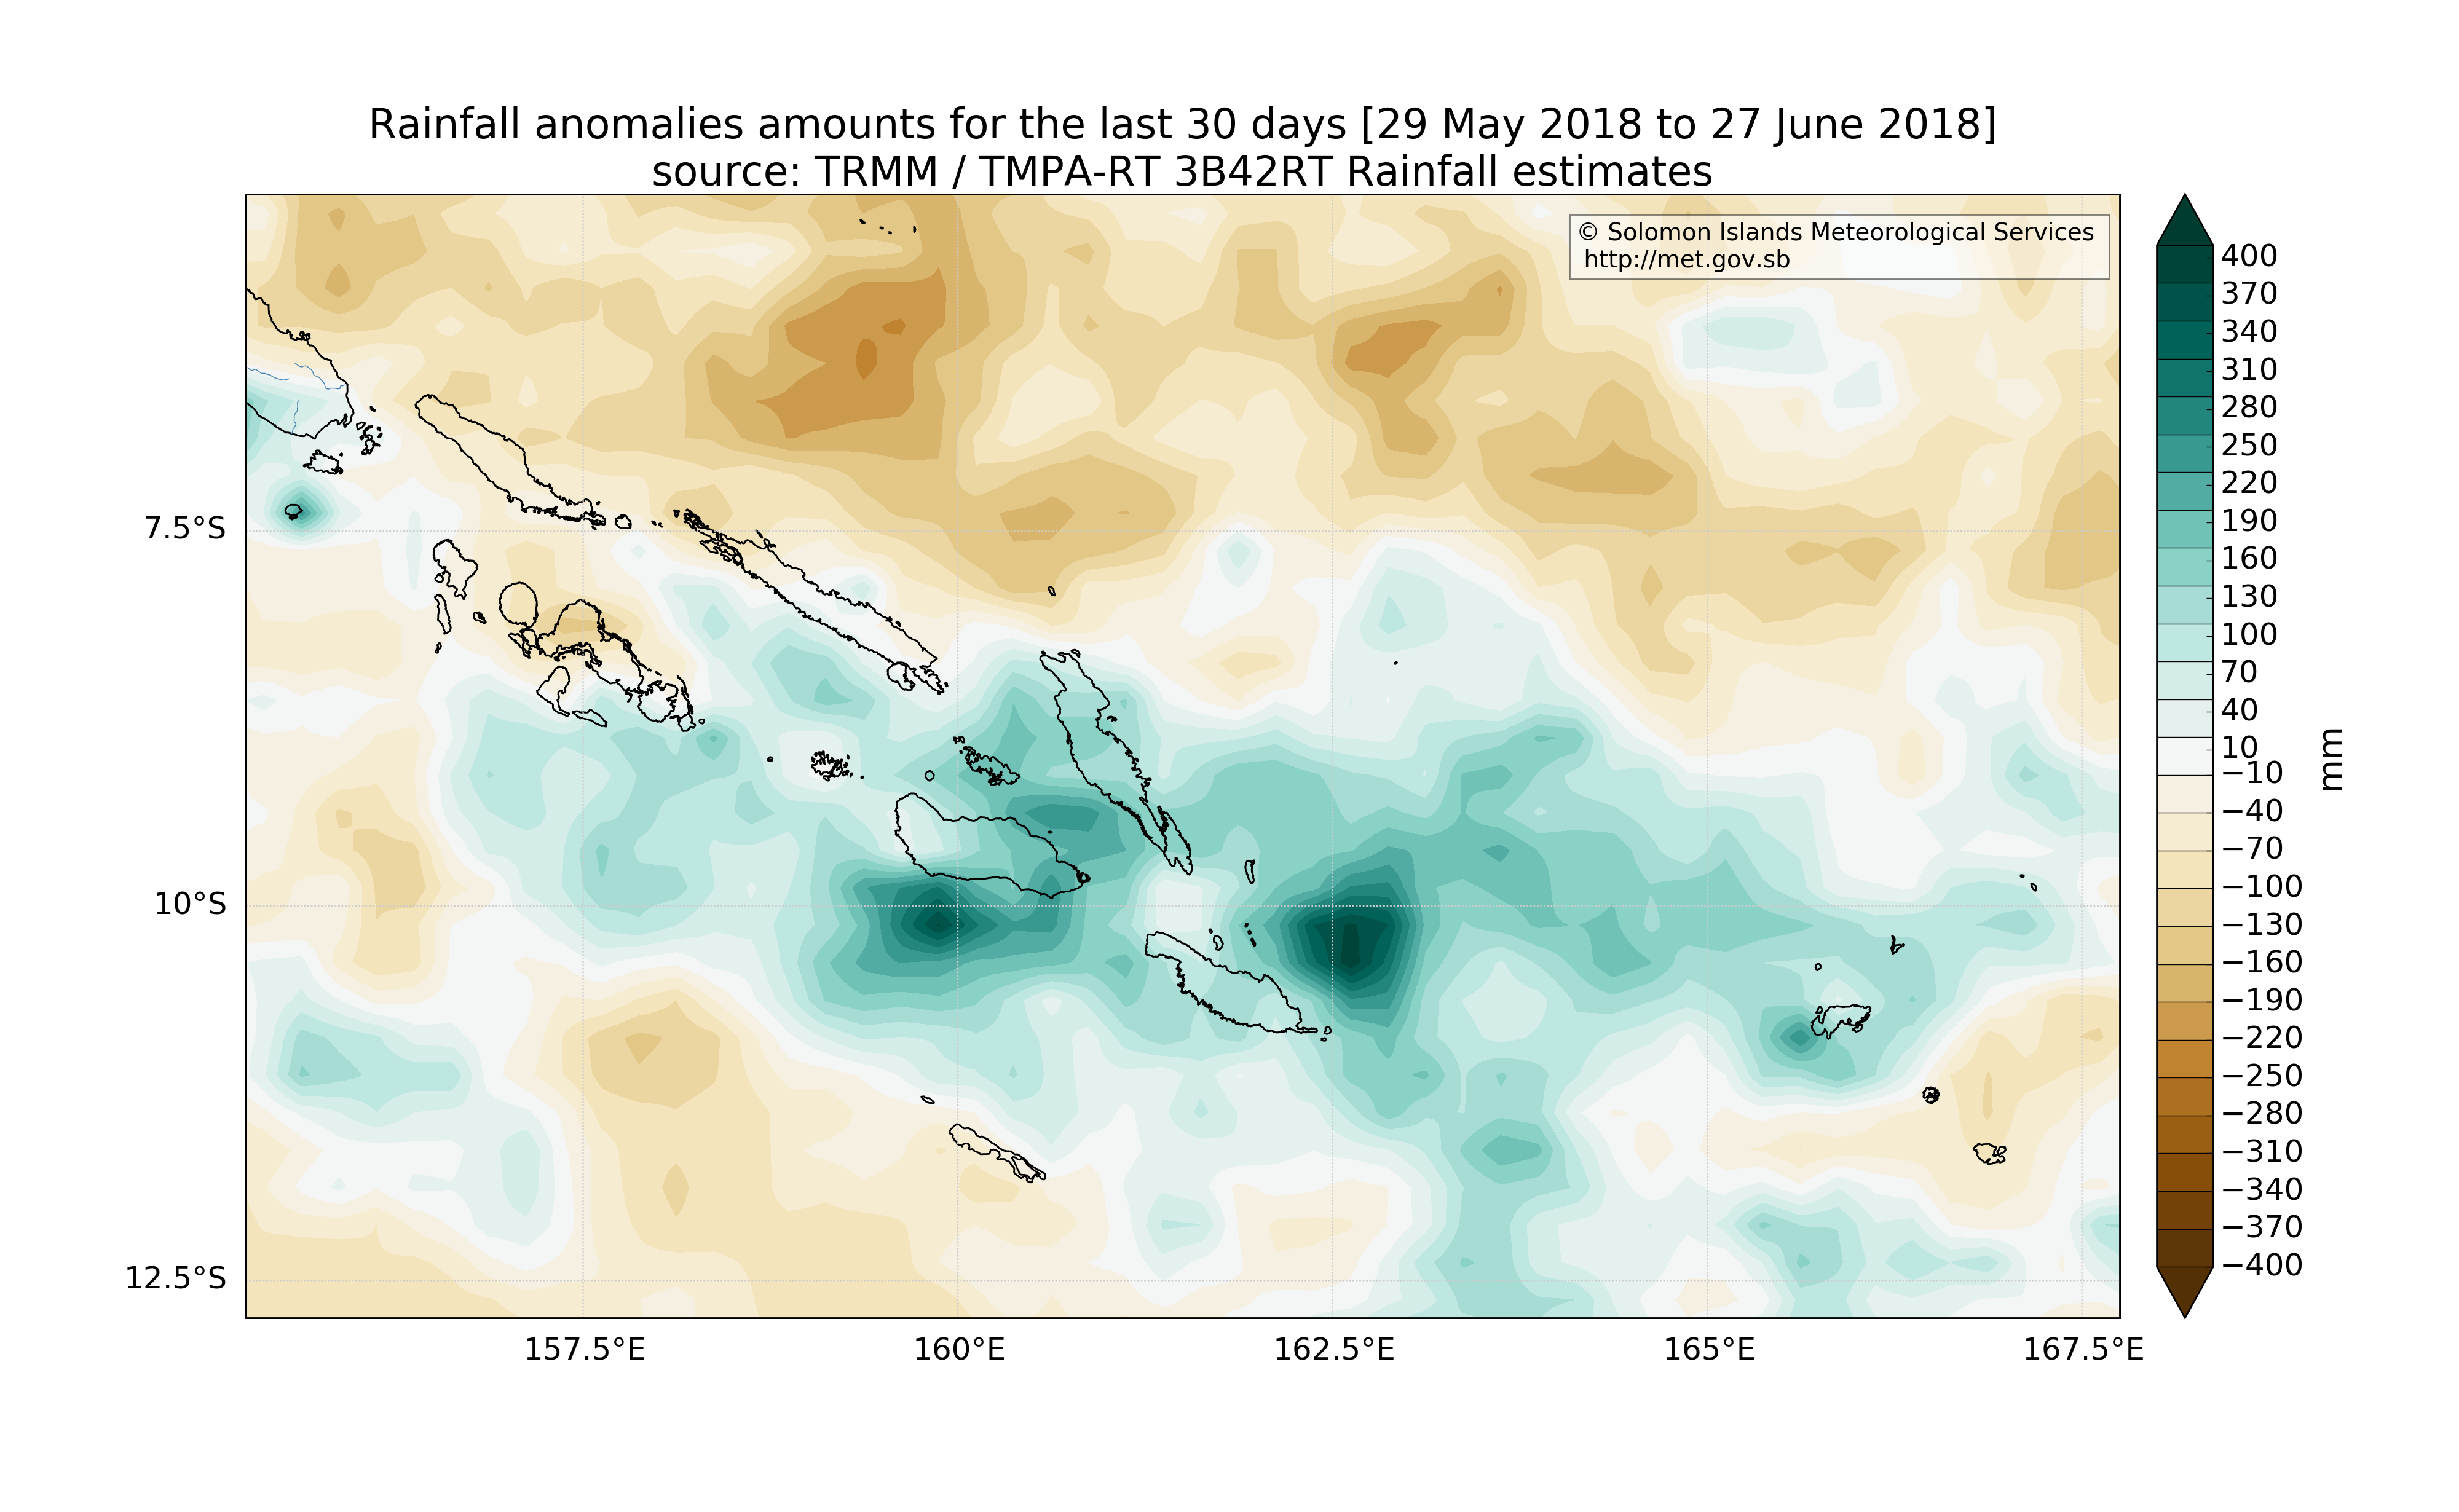 Rainfall anomalies amounts for the last 30 days [29 May 2018 to 27 June 2018]
source: TRMM / TMPA-RT 3B42RT Rainfall estimates
© Solomon Islands Meteorological Services
http://met.gov.sb
7.5°S
10°S
12.5°S
157.5°E
160°E
162.5°E
165°E
167.5°E
400
370
340
310
280
250
220
190
160
130
100
70
40
10
−10
−40
−70
−100
−130
−160
−190
−220
−250
−280
−310
−340
−370
−400
mm